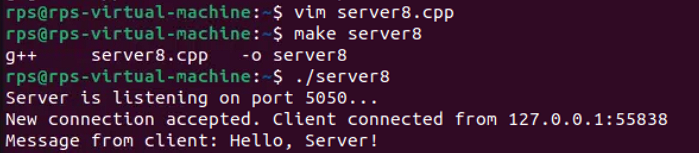 rps@rps-virtual-machine:~$ vim server8.cpp
rps@rps-virtual-machine:~$ make server8
g++     server8.cpp   -o server8
rps@rps-virtual-machine:~$ ./server8
Server is listening on port 5050...
New connection accepted. Client connected from 127.0.0.1:55838
Message from client: Hello, Server!